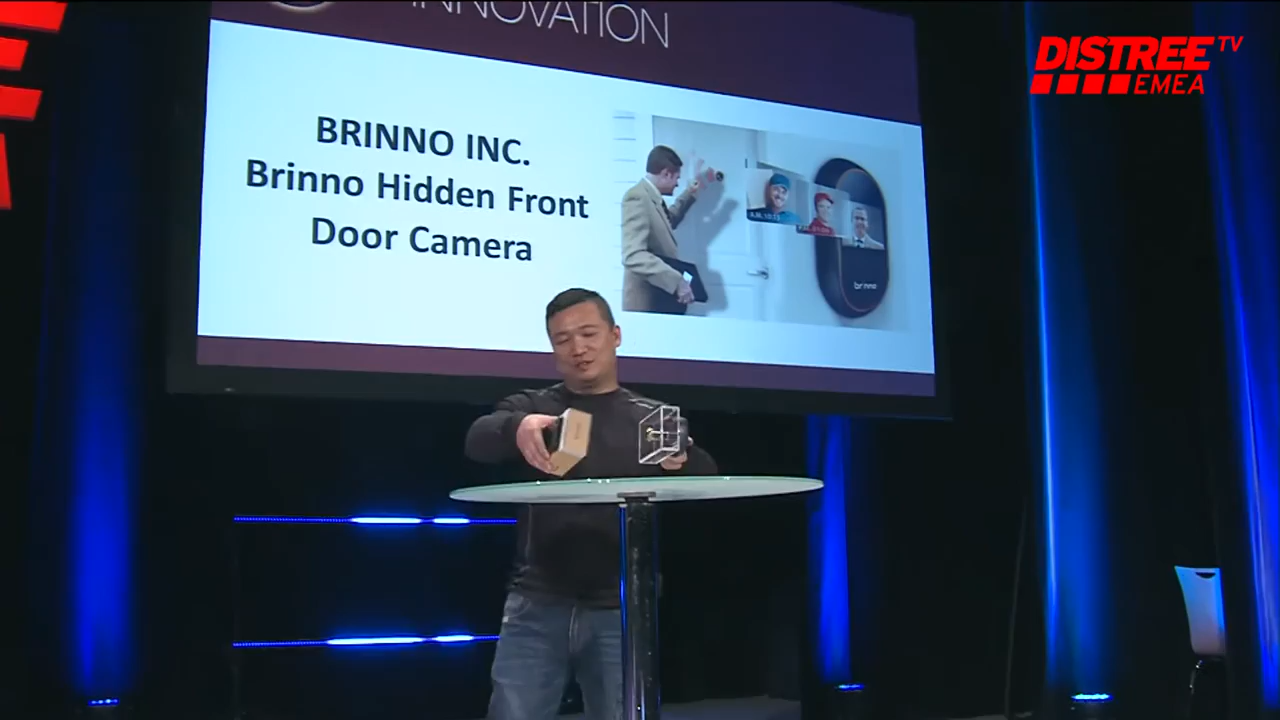 INNOVATION
DISTREE TV
EMEA
BRINNO INC.
Brinno Hidden Front
Door Camera
brinno